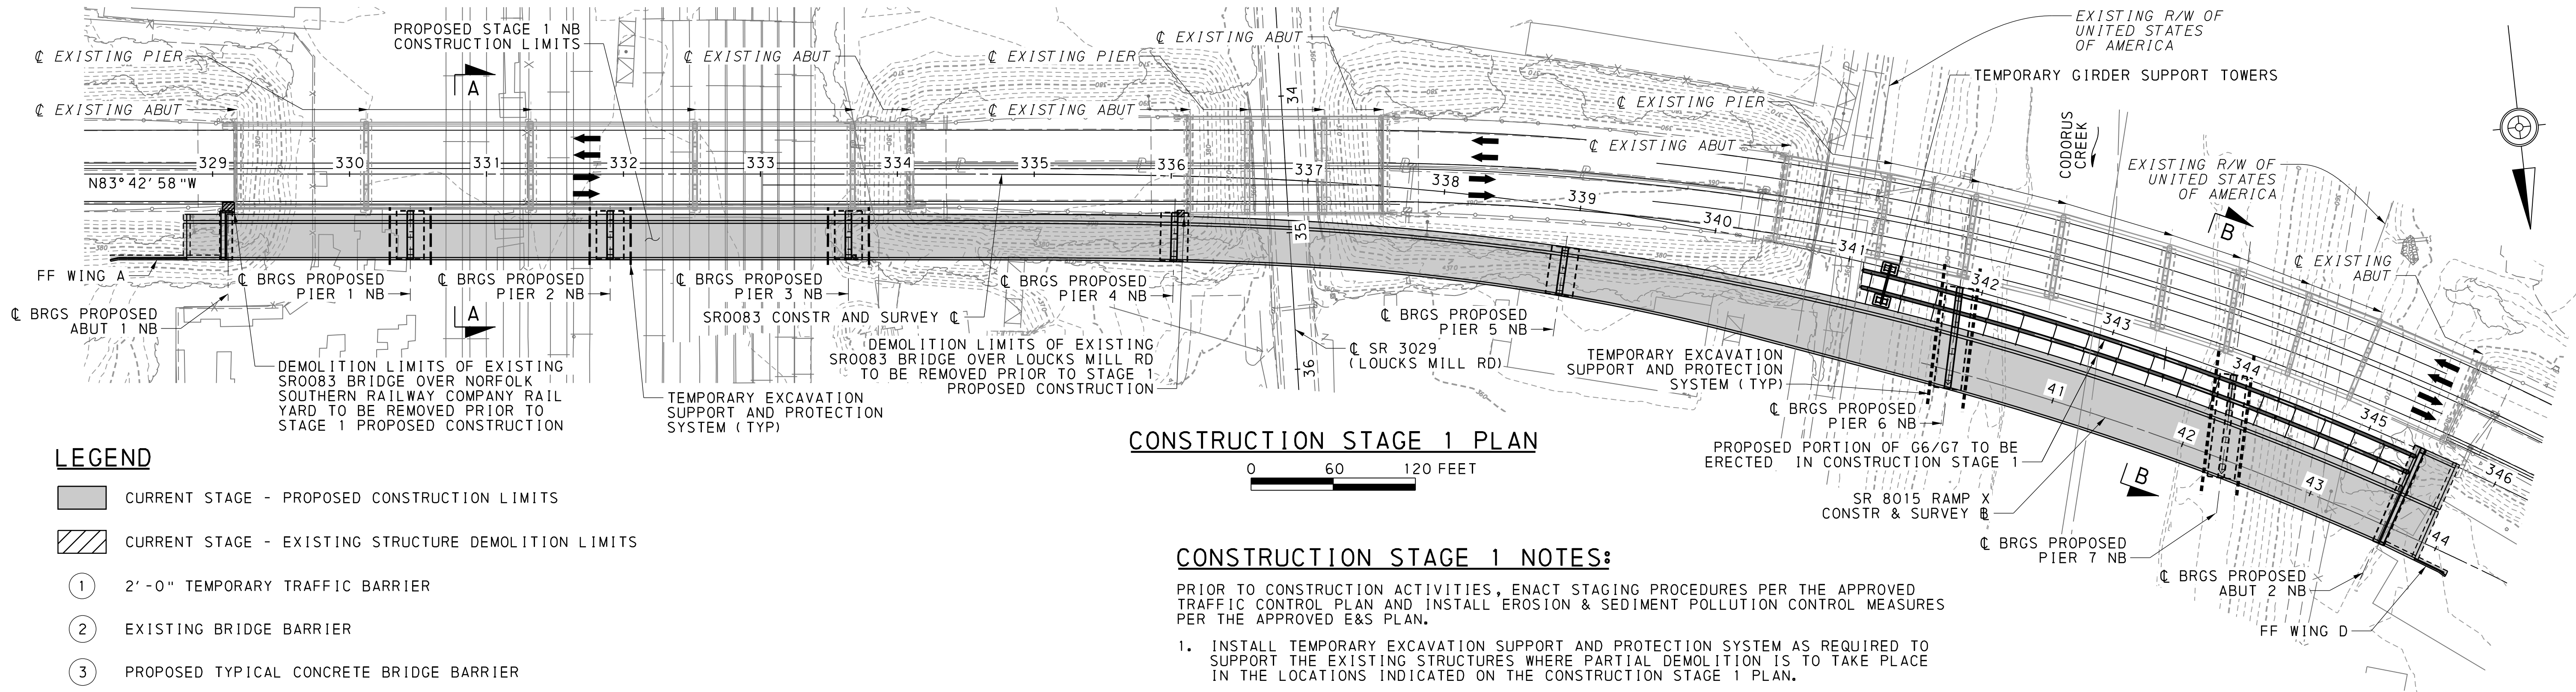 PROPOSED STAGE 1 NB
CONSTRUCTION LIMITS
℄ EXISTING PIER
℄ EXISTING ABUT
A
℄ EXISTING ABUT
℄ EXISTING PIER
℄ EXISTING ABUT
℄ EXISTING ABUT
34
℄ EXISTING PIER
℄ EXISTING ABUT
EXISTING R/W OF
UNITED STATES
OF AMERICA
TEMPORARY GIRDER SUPPORT TOWERS
CODORUS
CREEK
EXISTING R/W OF
UNITED STATES
OF AMERICA
B
℄ EXISTING
ABUT
329
330
331
332
333
334
335
336
337
338
339
340
341
342
343
344
345
346
N83°42'58"W
35
36
41
42
43
44
FF WING A
℄ BRGS PROPOSED
ABUT 1 NB
℄ BRGS PROPOSED
PIER 1 NB
℄ BRGS PROPOSED
PIER 2 NB
℄ BRGS PROPOSED
PIER 3 NB
℄ BRGS PROPOSED
PIER 4 NB
A
SR0083 CONSTR AND SURVEY ℄
℄ BRGS PROPOSED
PIER 5 NB
DEMOLITION LIMITS OF EXISTING
SR0083 BRIDGE OVER NORFOLK
SOUTHERN RAILWAY COMPANY RAIL
YARD TO BE REMOVED PRIOR TO
STAGE 1 PROPOSED CONSTRUCTION
TEMPORARY EXCAVATION
SUPPORT AND PROTECTION
SYSTEM (TYP)
DEMOLITION LIMITS OF EXISTING
SR0083 BRIDGE OVER LOUCKS MILL RD
TO BE REMOVED PRIOR TO STAGE 1
PROPOSED CONSTRUCTION
℄ SR 3029
(LOUCKS MILL RD)
TEMPORARY EXCAVATION
SUPPORT AND PROTECTION
SYSTEM (TYP)
℄ BRGS PROPOSED
PIER 6 NB
PROPOSED PORTION OF G6/G7 TO BE
ERECTED IN CONSTRUCTION STAGE 1
B
SR 8015 RAMP X
CONSTR & SURVEY ℄
℄ BRGS PROPOSED
PIER 7 NB
℄ BRGS PROPOSED
ABUT 2 NB
FF WING D
CONSTRUCTION STAGE 1 PLAN
0 60 120 FEET
LEGEND
CURRENT STAGE - PROPOSED CONSTRUCTION LIMITS
CURRENT STAGE - EXISTING STRUCTURE DEMOLITION LIMITS
1 2'-0" TEMPORARY TRAFFIC BARRIER
2 EXISTING BRIDGE BARRIER
3 PROPOSED TYPICAL CONCRETE BRIDGE BARRIER
CONSTRUCTION STAGE 1 NOTES:
PRIOR TO CONSTRUCTION ACTIVITIES, ENACT STAGING PROCEDURES PER THE APPROVED
TRAFFIC CONTROL PLAN AND INSTALL EROSION & SEDIMENT POLLUTION CONTROL MEASURES
PER THE APPROVED E&S PLAN.
1. INSTALL TEMPORARY EXCAVATION SUPPORT AND PROTECTION SYSTEM AS REQUIRED TO
SUPPORT THE EXISTING STRUCTURES WHERE PARTIAL DEMOLITION IS TO TAKE PLACE
IN THE LOCATIONS INDICATED ON THE CONSTRUCTION STAGE 1 PLAN.